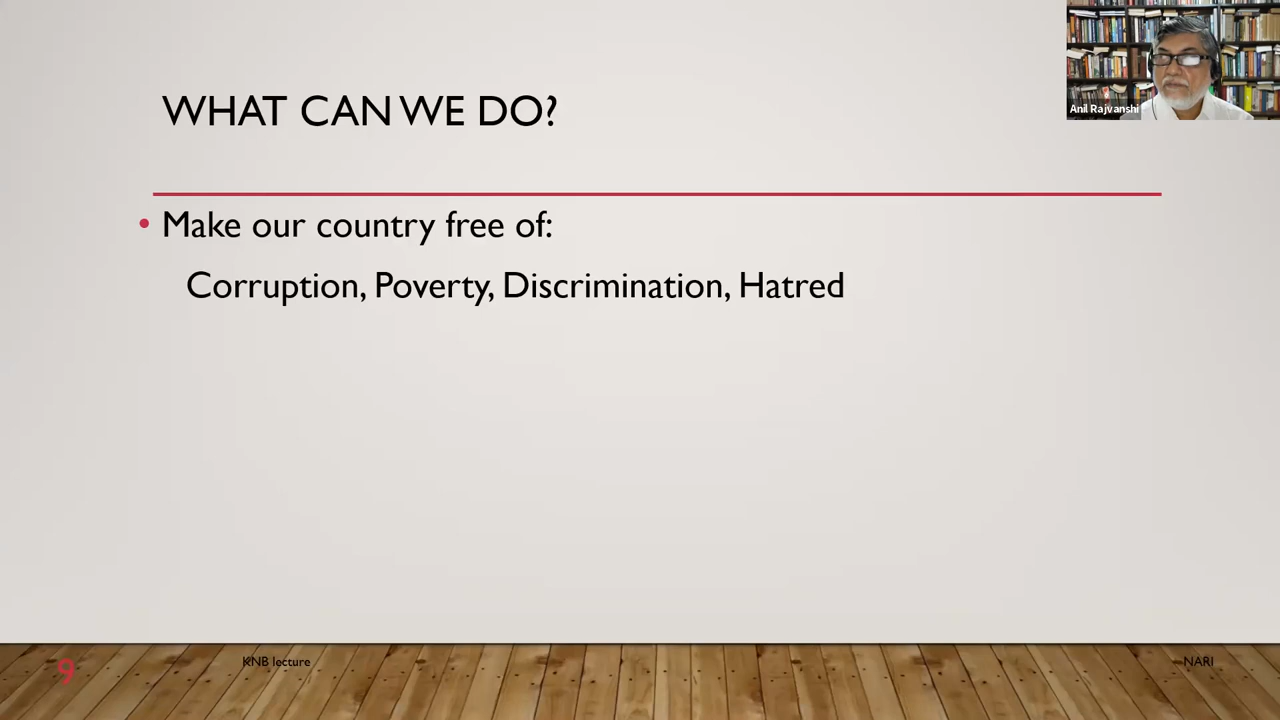 WHAT CAN WE DO?
Anil Rajvanshi
• Make our country free of:
Corruption, Poverty, Discrimination, Hatred
9
KNB lecture
NARI